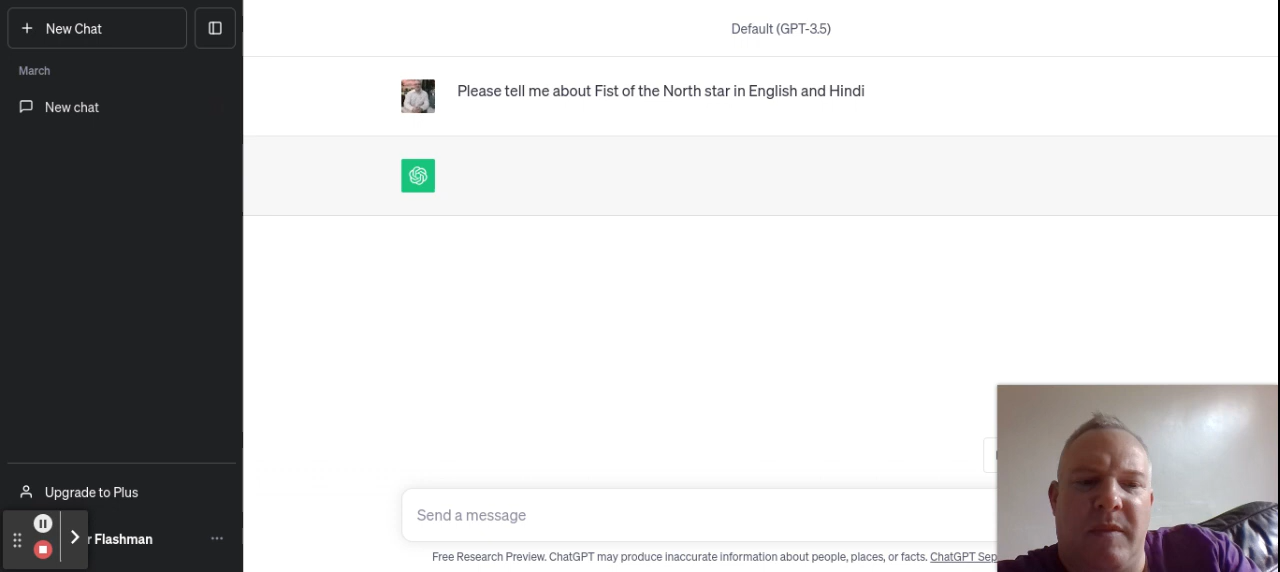 New Chat
March
New chat
Upgrade to Plus
r Flashman
Default (GPT-3.5)
Please tell me about Fist of the North star in English and Hindi
Send a message
Free Research Preview. ChatGPT may produce inaccurate information about people, places, or facts. ChatGPT Sep